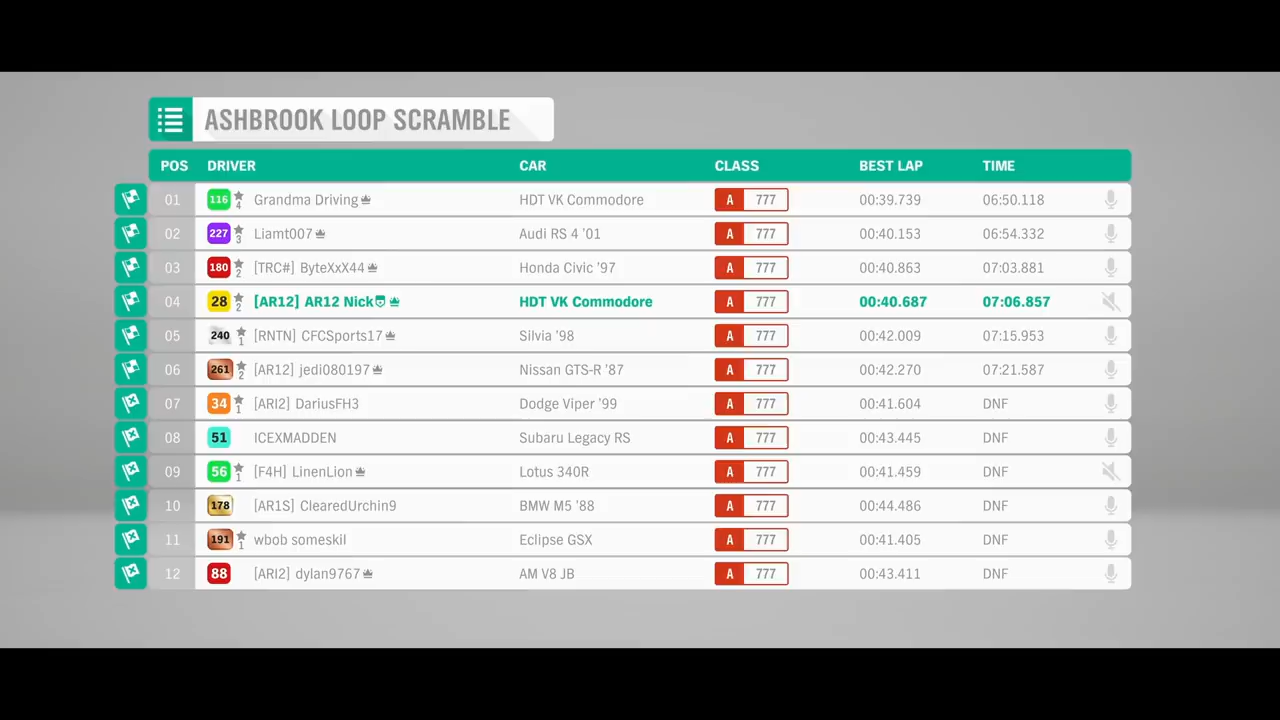 ASHBROOK LOOP SCRAMBLE
POS DRIVER CAR CLASS BEST LAP TIME
01 116 4 Grandma Driving HDT VK Commodore A 777 00:39.739 06:50.118
02 227 3 Liamt007 Audi RS 4 '01 A 777 00:40.153 06:54.332
03 180 2 [TRC#] ByteXxX44 Honda Civic '97 A 777 00:40.863 07:03.881
04 28 2 [AR12] AR12 Nick HDT VK Commodore A 777 00:40.687 07:06.857
05 240 1 [RNTN] CFCSports17 Silvia '98 A 777 00:42.009 07:15.953
06 261 2 [AR12] jedi080197 Nissan GTS-R '87 A 777 00:42.270 07:21.587
07 34 1 [ARI2] DariusFH3 Dodge Viper '99 A 777 00:41.604 DNF
08 51 ICEXMADDEN Subaru Legacy RS A 777 00:43.445 DNF
09 56 1 [F4H] LinenLion Lotus 340R A 777 00:41.459 DNF
10 178 [AR1S] ClearedUrchin9 BMW M5 '88 A 777 00:44.486 DNF
11 191 1 wbob someskil Eclipse GSX A 777 00:41.405 DNF
12 88 [ARI2] dylan9767 AM V8 JB A 777 00:43.411 DNF